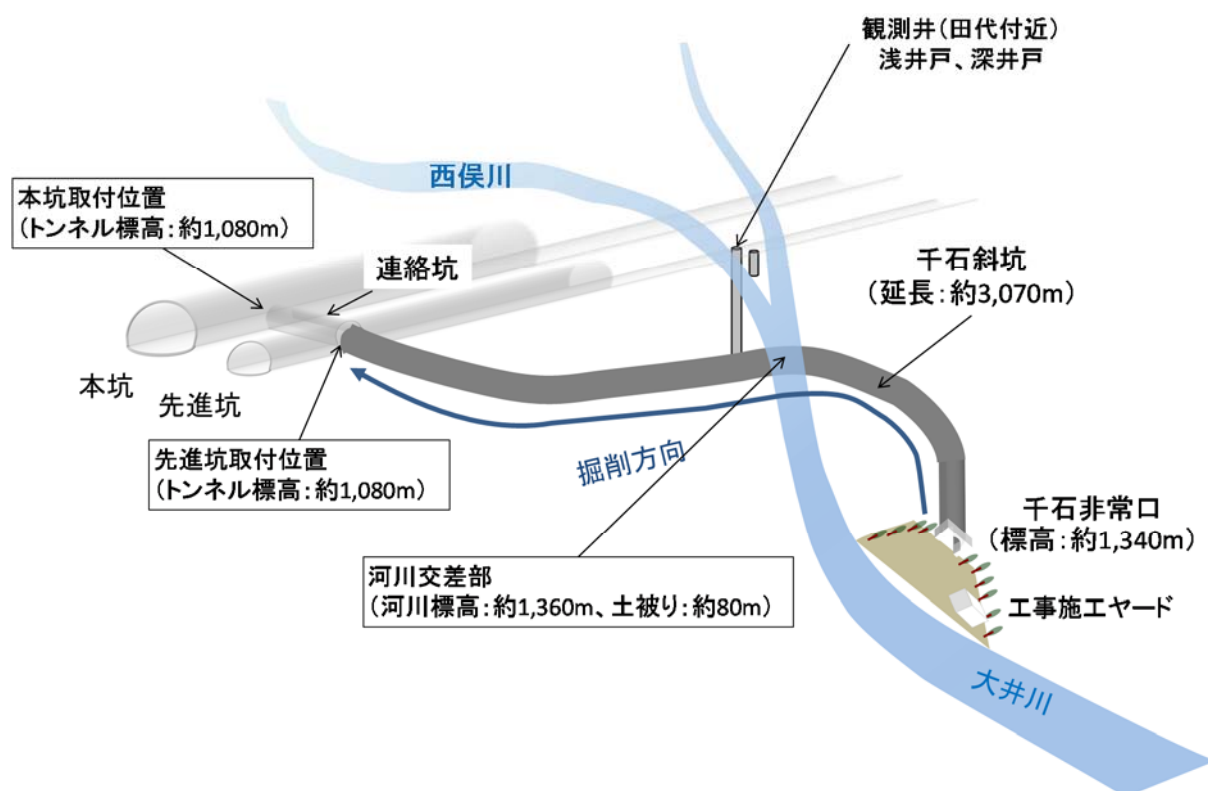 観測井(田代付近)
浅井戸、深井戸
西俣川
本坑取付位置
(トンネル標高:約1,080m)
連絡坑
千石斜坑
(延長:約3,070m)
本坑
先進坑
先進坑取付位置
(トンネル標高:約1,080m)
掘削方向
千石非常口
(標高:約1,340m)
河川交差部
(河川標高:約1,360m、土被り:約80m)
工事施工ヤード
大井川